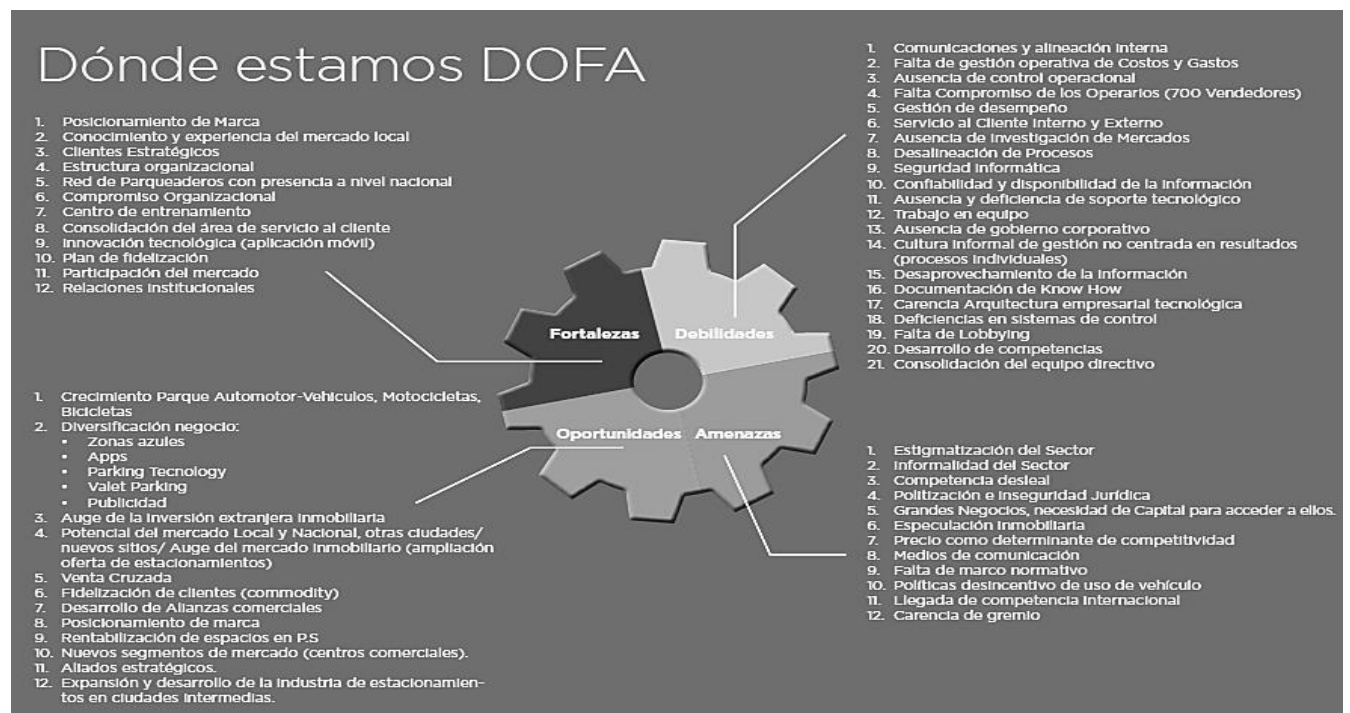 Dónde estamos DOFA
1. Posicionamiento de Marca
2. Conocimiento y experiencia del mercado local
3. Clientes Estratégicos
4. Estructura organizacional
5. Red de Parqueaderos con presencia a nivel nacional
6. Compromiso Organizacional
7. Centro de entrenamiento
8. Consolidación del área de servicio al cliente
9. Innovación tecnológica (aplicación móvil)
10. Plan de fidelización
11. Participación del mercado
12. Relaciones Institucionales
1. Comunicaciones y alineación Interna
2. Falta de gestión operativa de Costos y Gastos
3. Ausencia de control operacional
4. Falta Compromiso de los Operarios (700 Vendedores)
5. Gestión de desempeño
6. Servicio al Cliente Interno y Externo
7. Ausencia de Investigación de Mercados
8. Desalineación de Procesos
9. Seguridad Informática
10. Confiabilidad y disponibilidad de la Información
11. Ausencia y deficiencia de soporte tecnológico
12. Trabajo en equipo
13. Ausencia de gobierno corporativo
14. Cultura Informal de gestión no centrada en resultados
(procesos individuales)
15. Desaprovechamiento de la Información
16. Documentación de Know How
17. Carencia Arquitectura empresarial tecnológica
18. Deficiencias en sistemas de control
19. Falta de Lobbying
20. Desarrollo de competencias
21. Consolidación del equipo directivo
Fortalezas
Debilidades
Oportunidades
Amenazas
1. Crecimiento Parque Automotor-Vehículos, Motocicletas,
Bicicletas
2. Diversificación negocio:
• Zonas azules
• Apps
• Parking Tecnology
• Valet Parking
• Publicidad
3. Auge de la Inversión extranjera Inmobiliaria
4. Potencial del mercado Local y Nacional, otras ciudades/
nuevos sitios/ Auge del mercado Inmobiliario (ampliación
oferta de estacionamientos)
5. Venta Cruzada
6. Fidelización de clientes (commodity)
7. Desarrollo de Alianzas comerciales
8. Posicionamiento de marca
9. Rentabilización de espacios en P.S
10. Nuevos segmentos de mercado (centros comerciales).
11. Aliados estratégicos.
12. Expansión y desarrollo de la Industria de estacionamien-
tos en ciudades Intermedias.
1. Estigmatización del Sector
2. Informalidad del Sector
3. Competencia desleal
4. Politización e Inseguridad Jurídica
5. Grandes Negocios, necesidad de Capital para acceder a ellos.
6. Especulación Inmobiliaria
7. Precio como determinante de competitividad
8. Medios de comunicación
9. Falta de marco normativo
10. Políticas desincentivo de uso de vehículo
11. Llegada de competencia Internacional
12. Carencia de gremio